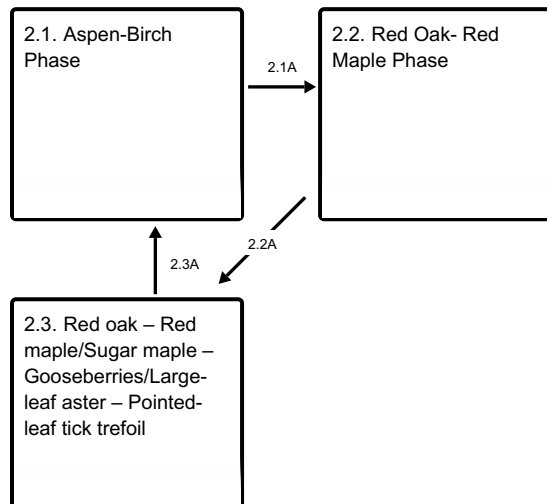 2.1. Aspen-Birch
Phase
2.1A
2.2. Red Oak- Red
Maple Phase
2.2A
2.3A
2.3. Red oak – Red
maple/Sugar maple –
Gooseberries/Large-
leaf aster – Pointed-
leaf tick trefoil